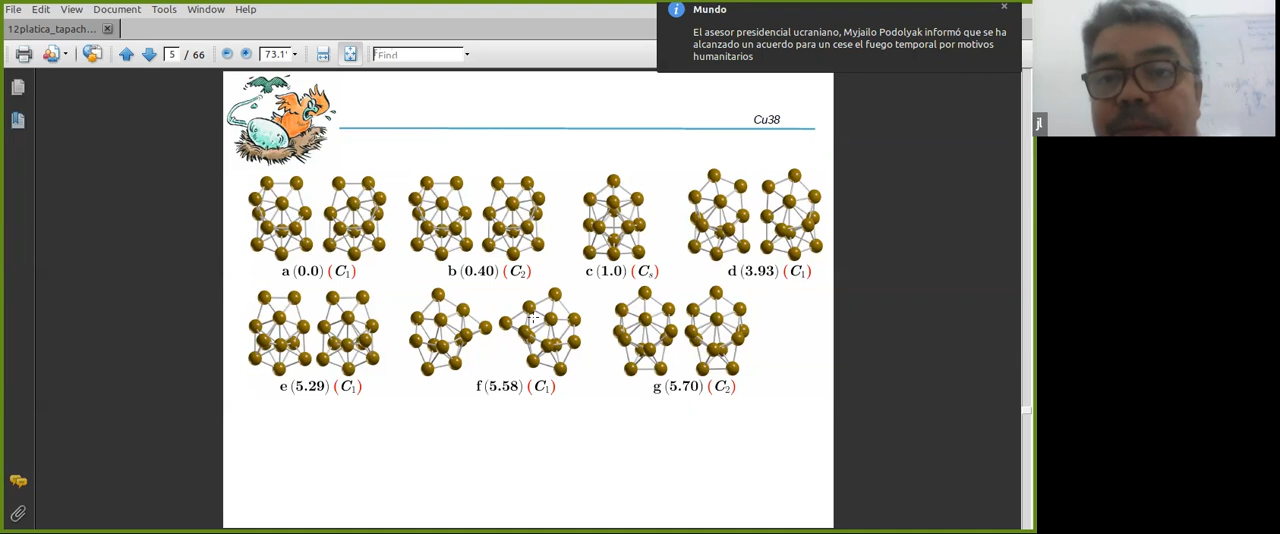 File Edit View Document Tools Window Help
12platica_tapach...
5 / 66 73.1% Find
Mundo
El asesor presidencial ucraniano, Myjailo Podolyak informó que se ha
alcanzado un acuerdo para un cese el fuego temporal por motivos
humanitarios
jl
Cu38
a (0.0) (C₁) b (0.40) (C₂) c (1.0) (Cₛ) d (3.93) (C₁)
e (5.29) (C₁) f (5.58) (C₁) g (5.70) (C₂)